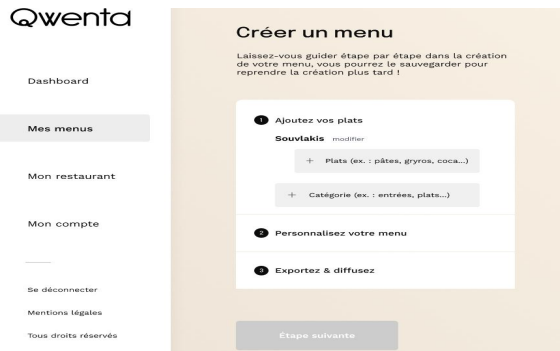 Qwenta
Dashboard
Mes menus
Mon restaurant
Mon compte
Se déconnecter
Mentions légales
Tous droits réservés
Créer un menu
Laissez-vous guider étape par étape dans la création
de votre menu, vous pourrez le sauvegarder pour
reprendre la création plus tard !
1 Ajoutez vos plats
Souvlakis modifier
+ Plats (ex. : pâtes, gryros, coca...)
+ Catégorie (ex. : entrées, plats...)
2 Personnalisez votre menu
3 Exportez & diffusez
Étape suivante